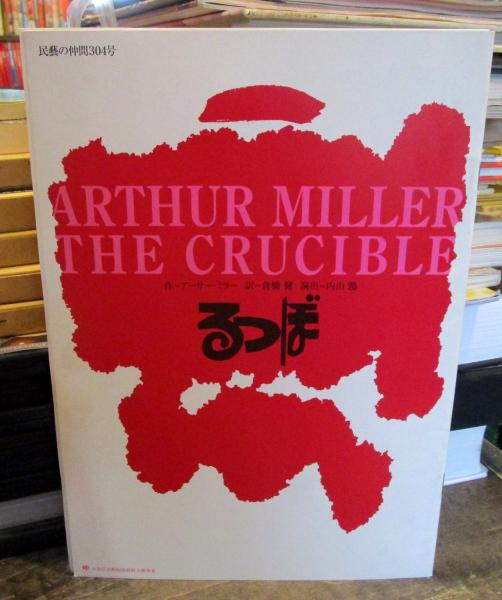 民藝の仲間304号
ARTHUR MILLER
THE CRUCIBLE
作=アーサー・ミラー 訳=倉橋 健 演出=内山 鶉
るつぼ